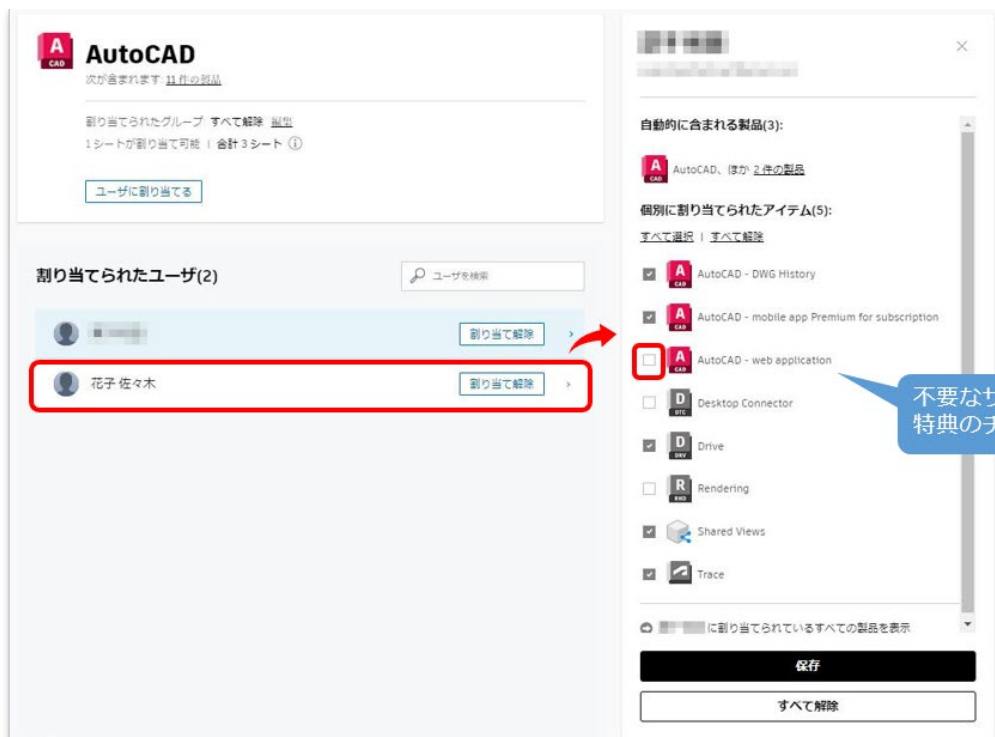 AutoCAD
次が含まれます: 11 件の製品
割り当てられたグループ すべて解除 編集
1 シートが割り当て可能 | 合計 3 シート
ユーザに割り当てる
割り当てられたユーザ(2)
ユーザを検索
割り当て解除
花子 佐々木
割り当て解除
自動的に含まれる製品(3):
AutoCAD、ほか 2 件の製品
個別に割り当てられたアイテム(5):
すべて選択 | すべて解除
AutoCAD - DWG History
AutoCAD - mobile app Premium for subscription
AutoCAD - web application
Desktop Connector
Drive
Rendering
Shared Views
Trace
不要なサ
特典のチ
に割り当てられているすべての製品を表示
保存
すべて解除